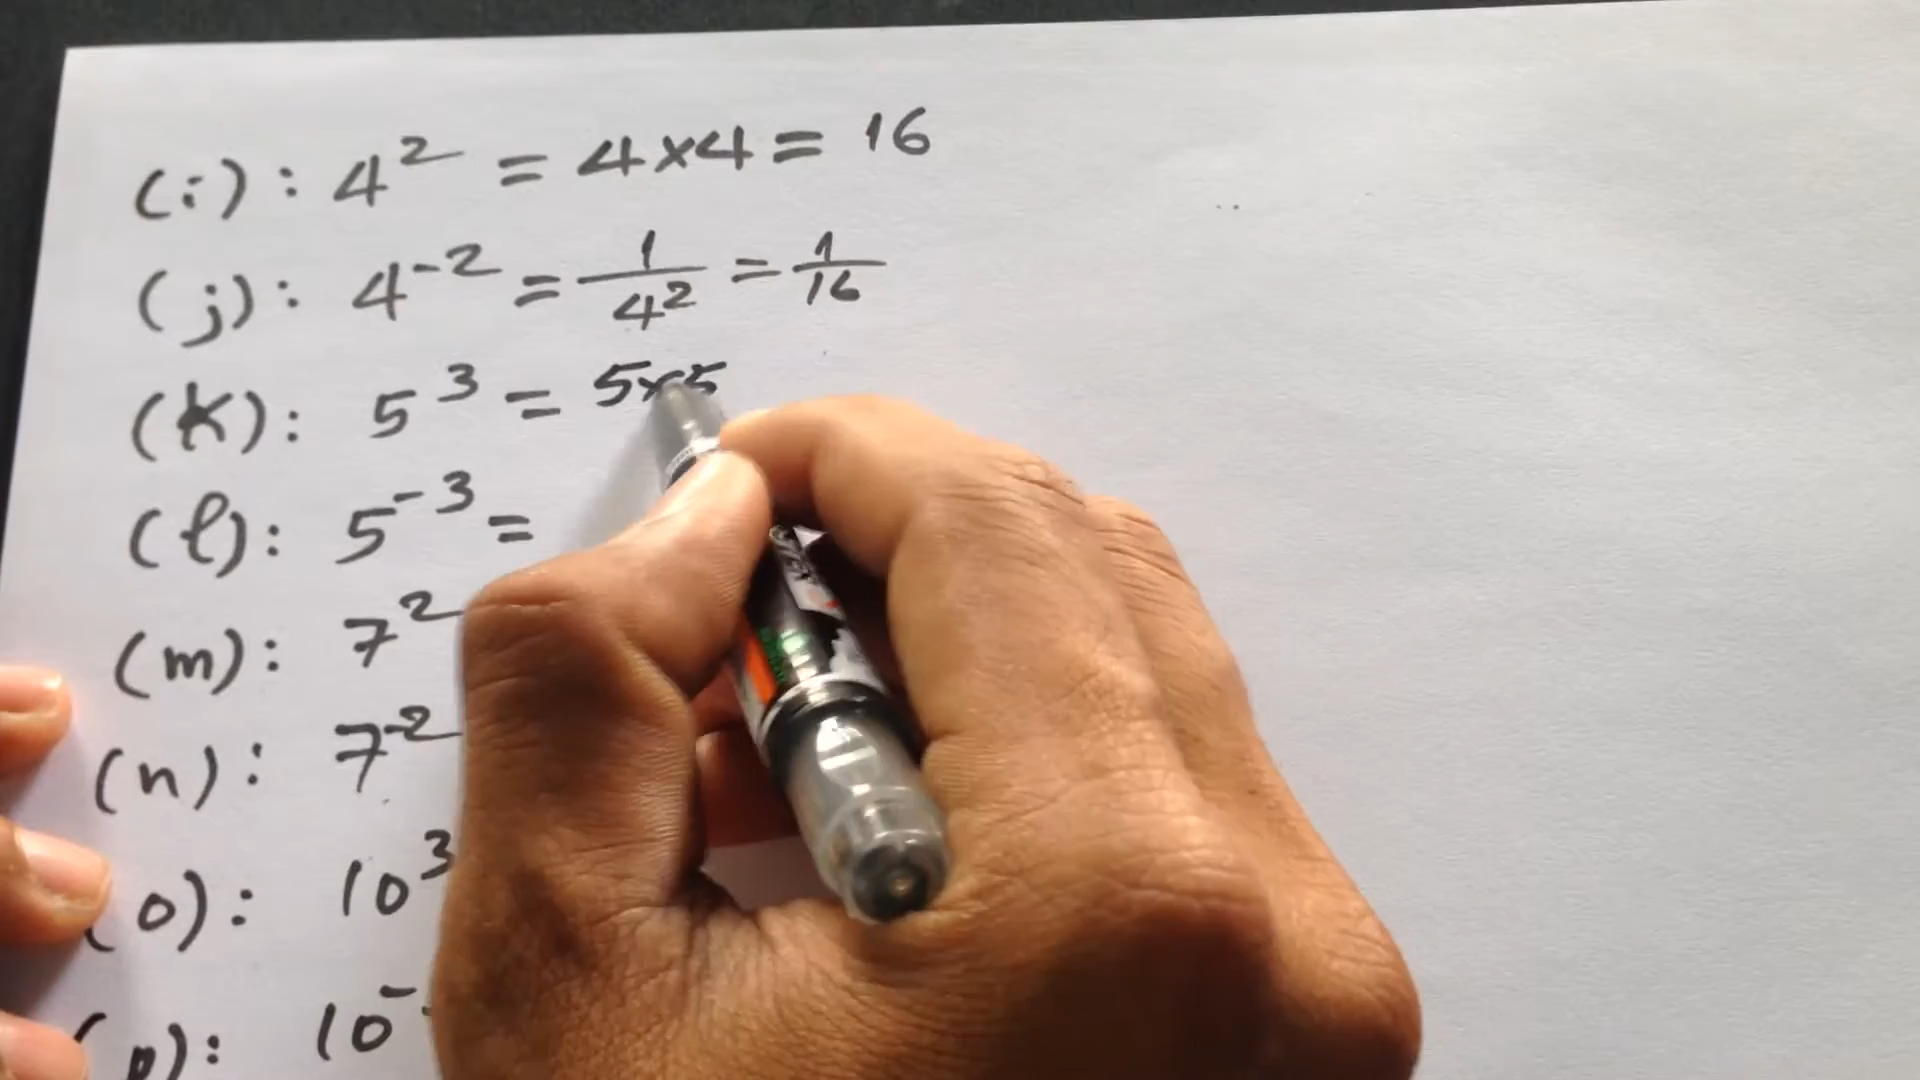 (i): 4² = 4×4 = 16
(j): 4⁻² = 1/4² = 1/16
(k): 5³ = 5×5
(l): 5⁻³ =
(m): 7²
(n): 7⁻²
(o): 10³
(p): 10⁻